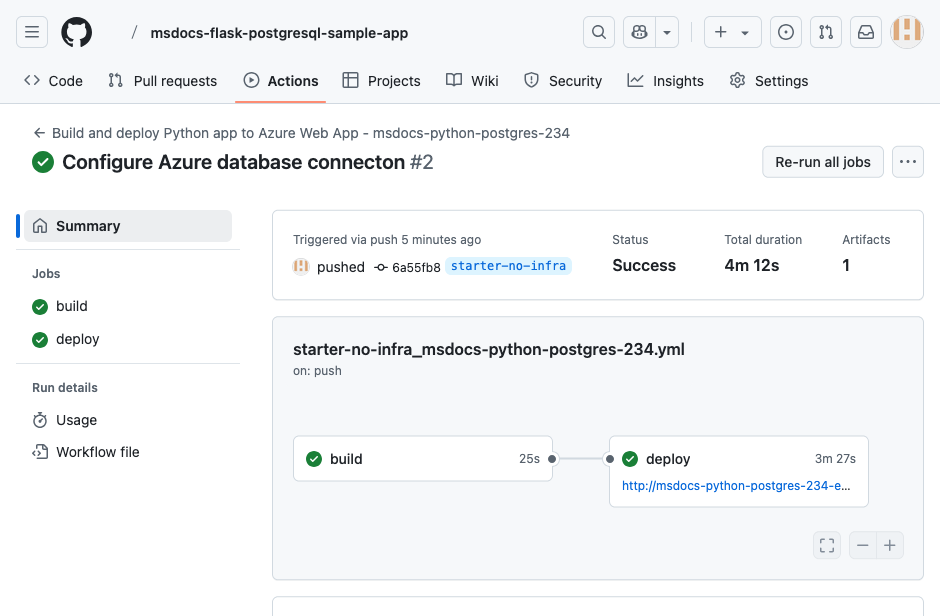 / msdocs-flask-postgresql-sample-app
Code Pull requests Actions Projects Wiki Security Insights Settings
← Build and deploy Python app to Azure Web App - msdocs-python-postgres-234
Configure Azure database connecton #2
Re-run all jobs
Summary
Jobs
build
deploy
Run details
Usage
Workflow file
Triggered via push 5 minutes ago
pushed 6a55fb8 starter-no-infra
Status
Success
Total duration
4m 12s
Artifacts
1
starter-no-infra_msdocs-python-postgres-234.yml
on: push
build 25s
deploy 3m 27s
http://msdocs-python-postgres-234-e...